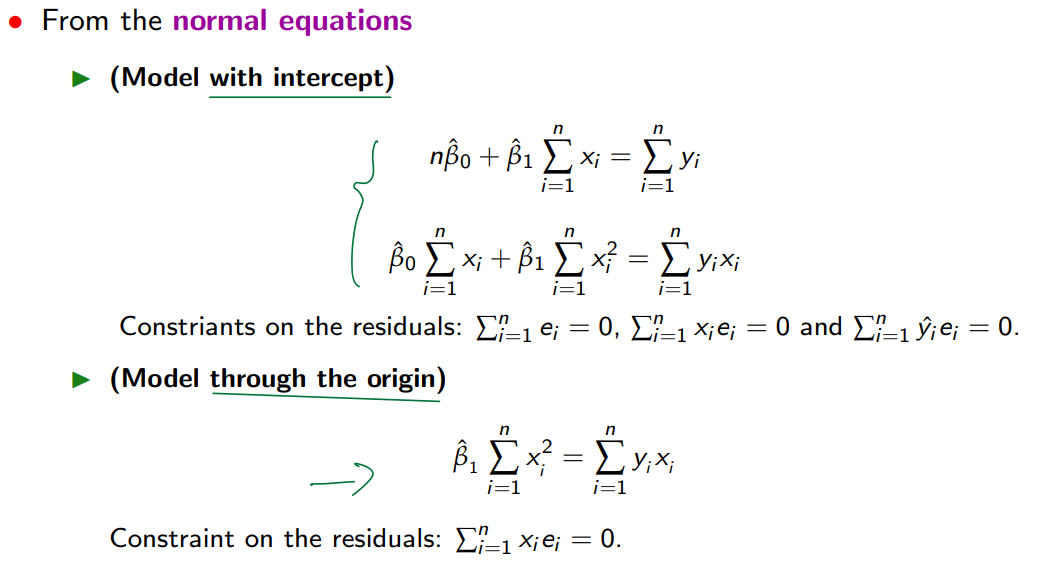 • From the normal equations
▶ (Model with intercept)
$n\hat{\beta}_0 + \hat{\beta}_1 \sum_{i=1}^{n} x_i = \sum_{i=1}^{n} y_i$
$\hat{\beta}_0 \sum_{i=1}^{n} x_i + \hat{\beta}_1 \sum_{i=1}^{n} x_i^2 = \sum_{i=1}^{n} y_i x_i$
Constriants on the residuals: $\sum_{i=1}^{n} e_i = 0$, $\sum_{i=1}^{n} x_i e_i = 0$ and $\sum_{i=1}^{n} \hat{y}_i e_i = 0$.
▶ (Model through the origin)
$\hat{\beta}_1 \sum_{i=1}^{n} x_i^2 = \sum_{i=1}^{n} y_i x_i$
Constraint on the residuals: $\sum_{i=1}^{n} x_i e_i = 0$.